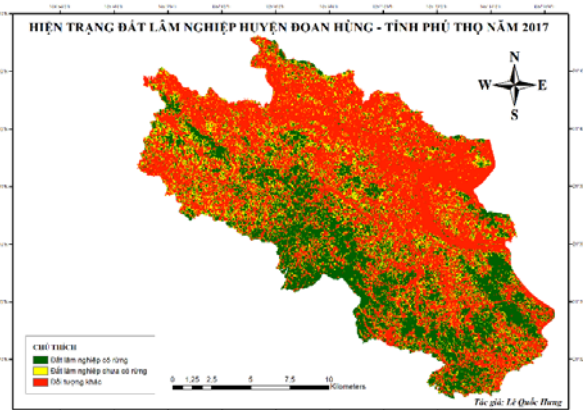 HIỆN TRẠNG ĐẤT LÂM NGHIỆP HUYỆN ĐOAN HÙNG - TỈNH PHÚ THỌ NĂM 2017
N
W E
S
CHÚ THÍCH
Đất lâm nghiệp có rừng
Đất lâm nghiệp chưa có rừng
Đối tượng khác
0 1,25 2,5 5 7,5 10
Kilometers
Tác giả: Lê Quốc Hưng